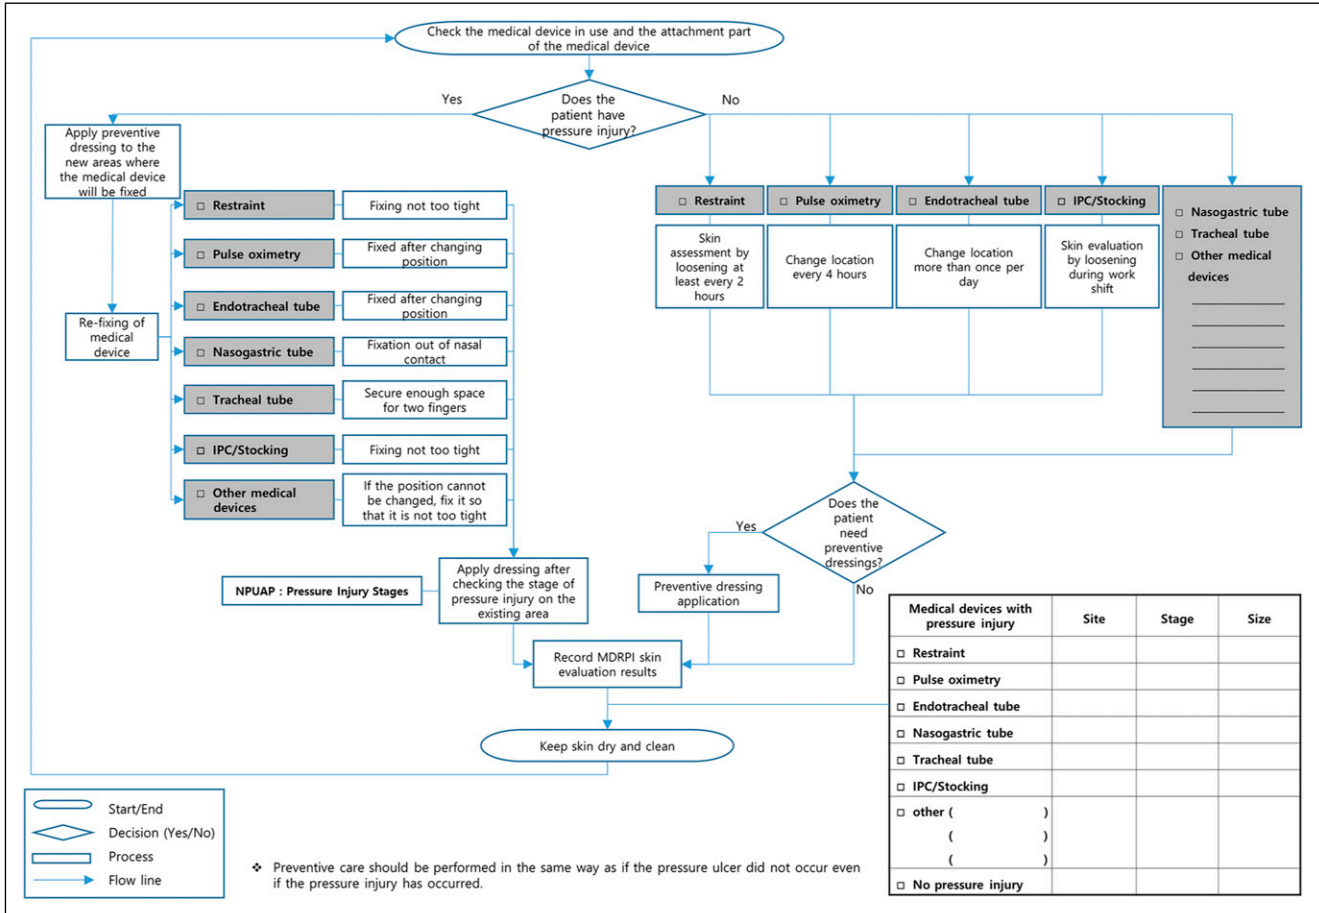 Check the medical device in use and the attachment part
of the medical device
Yes
Does the
patient have
pressure injury?
No
Apply preventive
dressing to the
new areas where
the medical device
will be fixed
Re-fixing of
medical
device
□ Restraint
Fixing not too tight
□ Pulse oximetry
Fixed after changing
position
□ Endotracheal tube
Fixed after changing
position
□ Nasogastric tube
Fixation out of nasal
contact
□ Tracheal tube
Secure enough space
for two fingers
□ IPC/Stocking
Fixing not too tight
□ Other medical
devices
If the position cannot
be changed, fix it so
that it is not too tight
NPUAP : Pressure Injury Stages
Apply dressing after
checking the stage of
pressure injury on the
existing area
□ Restraint
Skin
assessment by
loosening at
least every 2
hours
□ Pulse oximetry
Change location
every 4 hours
□ Endotracheal tube
Change location
more than once per
day
□ IPC/Stocking
Skin evaluation
by loosening
during work
shift
□ Nasogastric tube
□ Tracheal tube
□ Other medical
devices
Does the
patient
need
preventive
dressings?
Yes
No
Preventive dressing
application
Record MDRPI skin
evaluation results
Keep skin dry and clean
Medical devices with
pressure injury
Site
Stage
Size
□ Restraint
□ Pulse oximetry
□ Endotracheal tube
□ Nasogastric tube
□ Tracheal tube
□ IPC/Stocking
□ other ( )
( )
( )
□ No pressure injury
Start/End
Decision (Yes/No)
Process
Flow line
❖ Preventive care should be performed in the same way as if the pressure ulcer did not occur even
if the pressure injury has occurred.